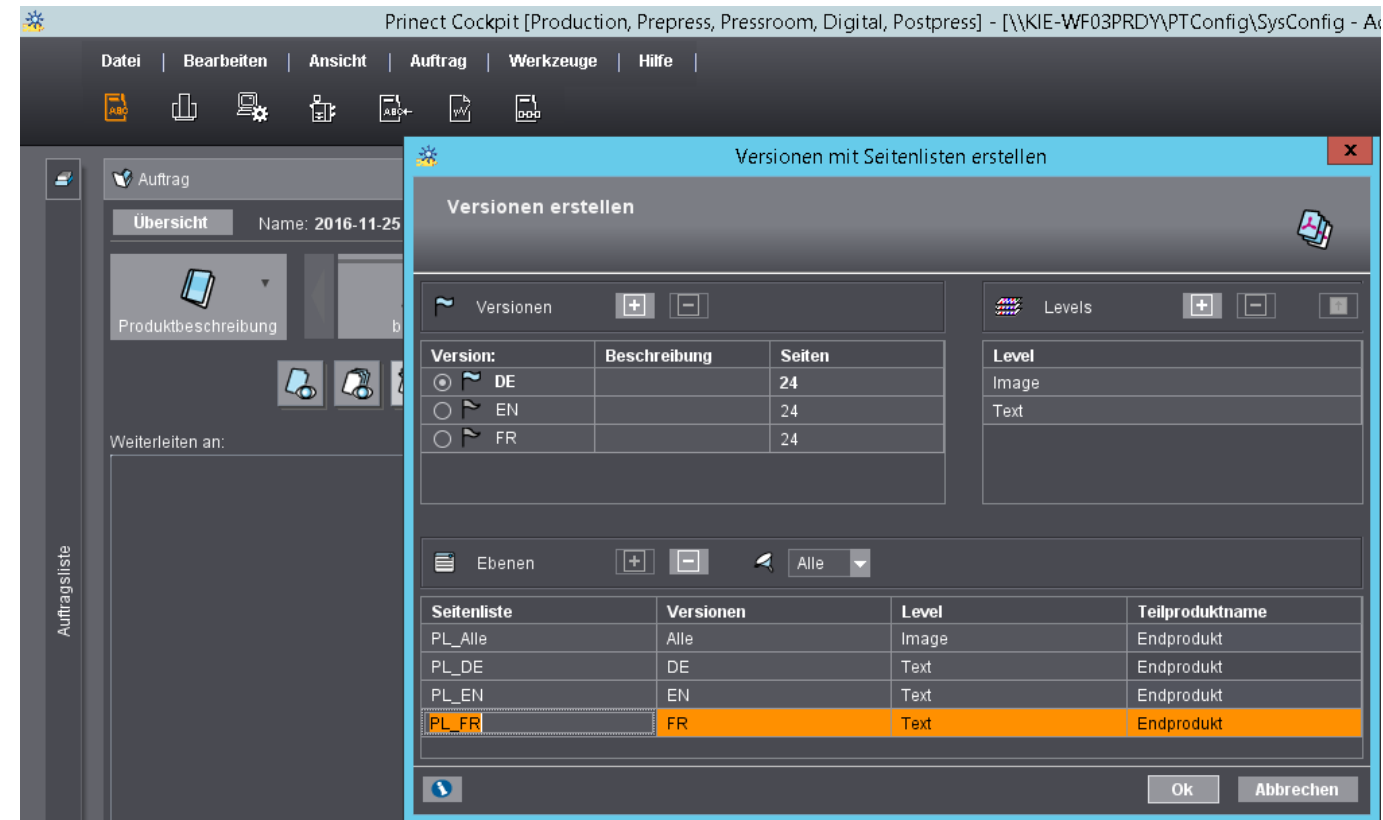 Prinect Cockpit [Production, Prepress, Pressroom, Digital, Postpress] - [\\KIE-WF03PRDY\PTConfig\SysConfig -
Datei | Bearbeiten | Ansicht | Auftrag | Werkzeuge | Hilfe |
Versionen mit Seitenlisten erstellen
Auftrag
Versionen erstellen
Übersicht Name: 2016-11-25
Produktbeschreibung
Versionen
Levels
Version: Beschreibung Seiten
DE 24
EN 24
FR 24
Level
Image
Text
Weiterleiten an:
Auftragsliste
Ebenen Alle
Seitenliste Versionen Level Teilproduktname
PL_Alle Alle Image Endprodukt
PL_DE DE Text Endprodukt
PL_EN EN Text Endprodukt
PL_FR FR Text Endprodukt
Ok Abbrechen